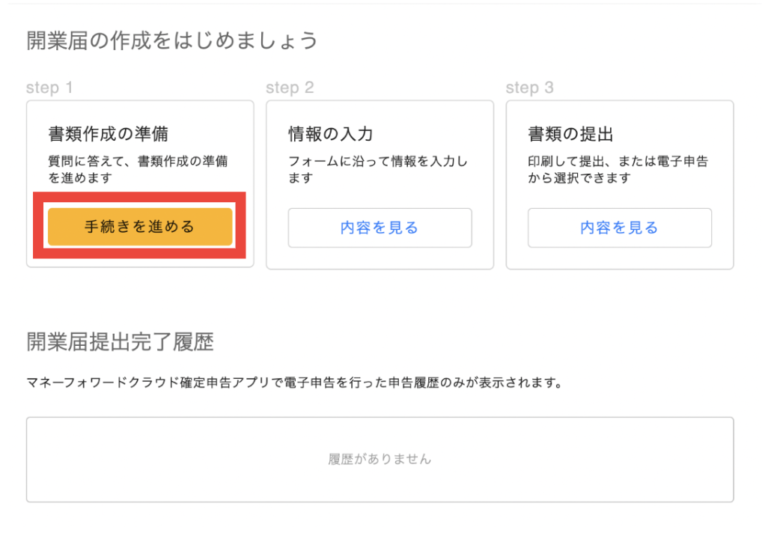 開業届の作成をはじめましょう
step 1
書類作成の準備
質問に答えて、書類作成の準備
を進めます
手続きを進める
step 2
情報の入力
フォームに沿って情報を入力し
ます
内容を見る
step 3
書類の提出
印刷して提出、または電子申告
から選択できます
内容を見る
開業届提出完了履歴
マネーフォワードクラウド確定申告アプリで電子申告を行った申告履歴のみが表示されます。
履歴がありません